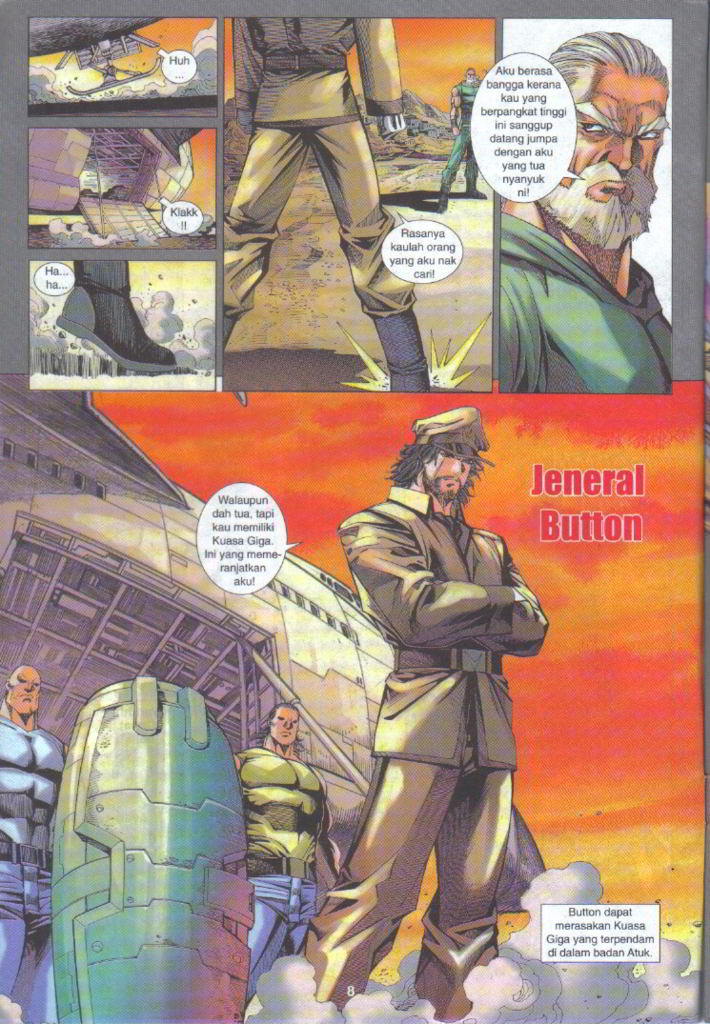 Huh
...
Klakk
!!
Ha...
ha...
Rasanya
kaulah orang
yang aku nak
cari!
Aku berasa
bangga kerana
kau yang
berpangkat tinggi
ini sanggup
datang jumpa
dengan aku
yang tua
nyanyuk
ni!
Walaupun
dah tua, tapi
kau memiliki
Kuasa Giga.
Ini yang meme-
ranjatkan
aku!
Jeneral
Button
Button dapat
merasakan Kuasa
Giga yang terpendam
di dalam badan Atuk.
8